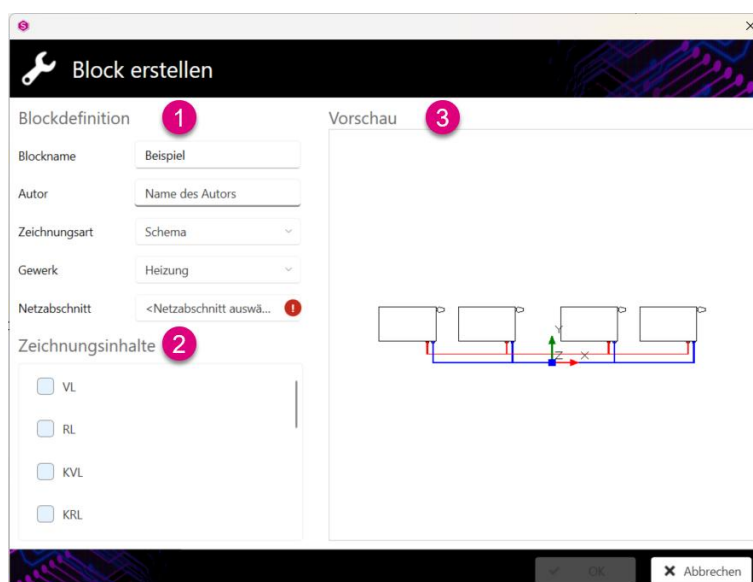 S
Block erstellen
Blockdefinition 1
Blockname Beispiel
Autor Name des Autors
Zeichnungsart Schema
Gewerk Heizung
Netzabschnitt <Netzabschnitt auswä... !
Zeichnungsinhalte 2
VL
RL
KVL
KRL
Vorschau 3
Y
Z X
OK Abbrechen